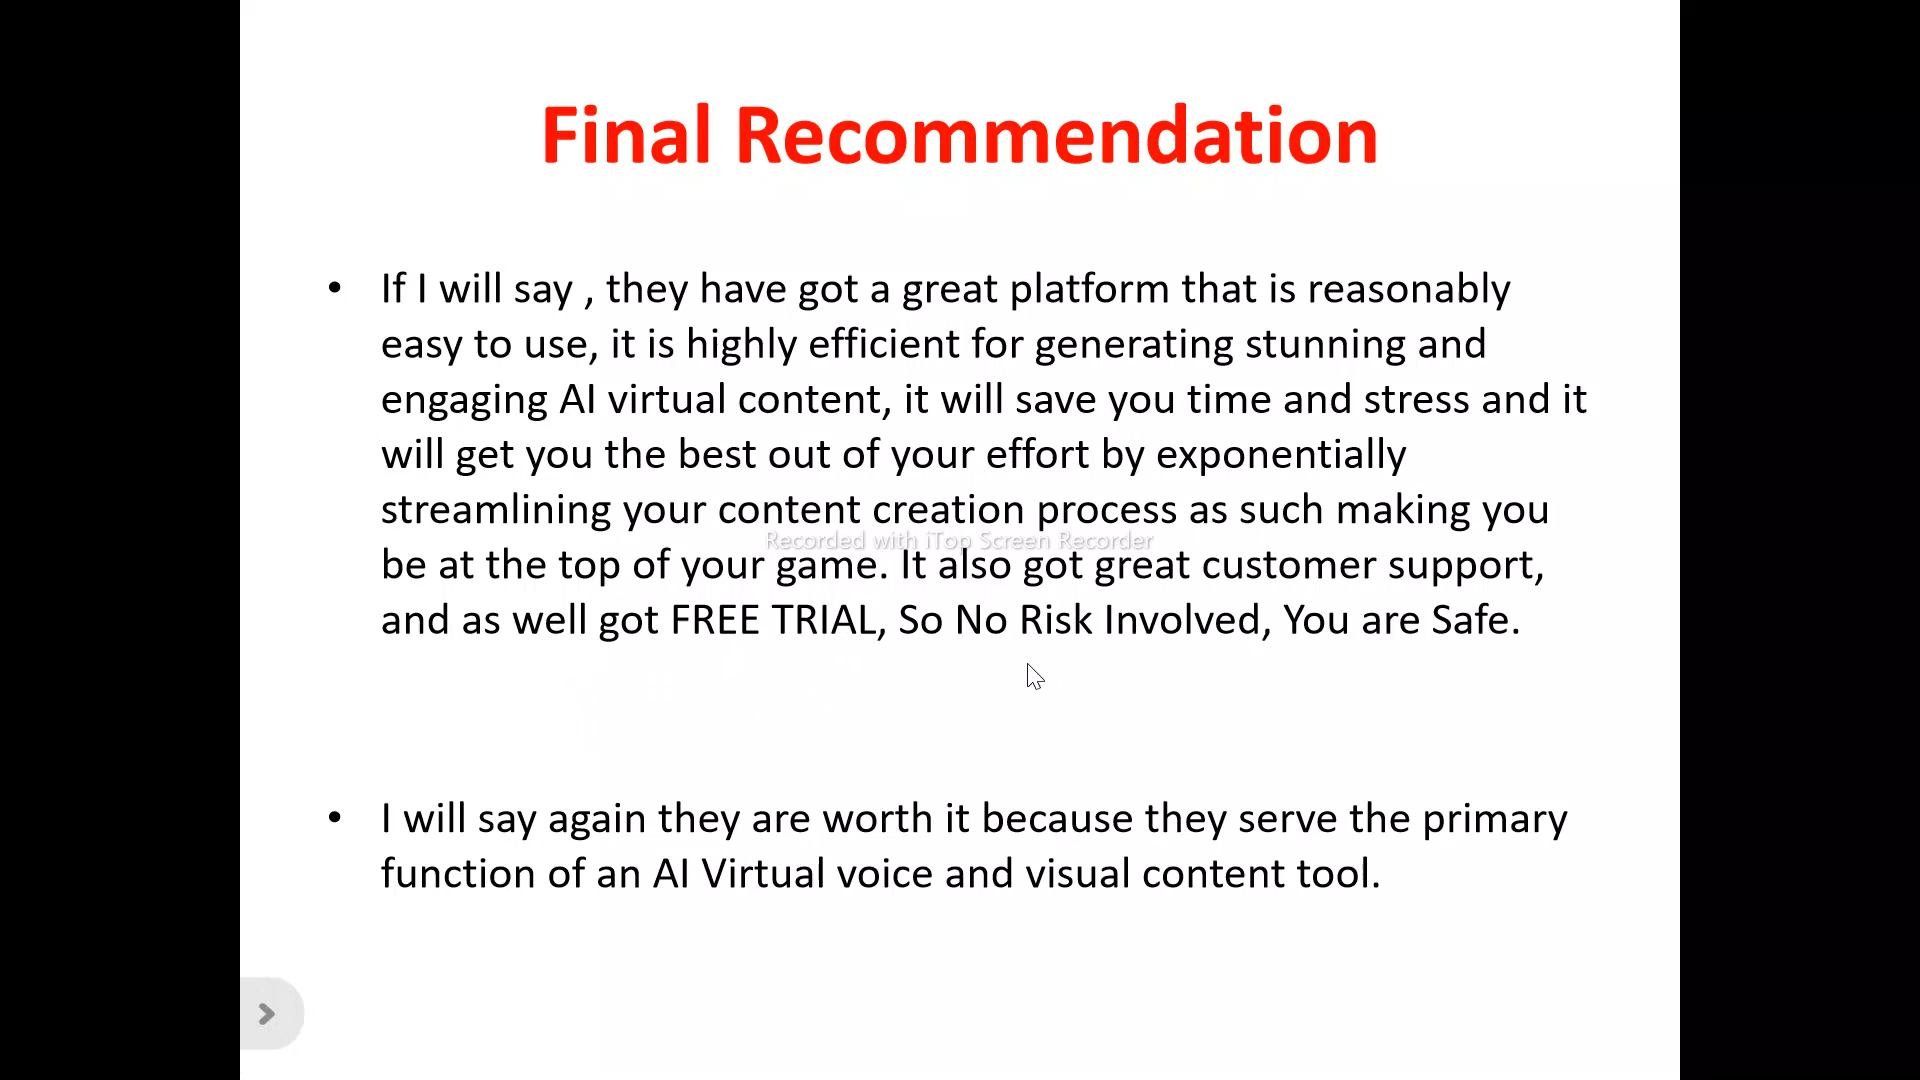 Final Recommendation
• If I will say , they have got a great platform that is reasonably
easy to use, it is highly efficient for generating stunning and
engaging AI virtual content, it will save you time and stress and it
will get you the best out of your effort by exponentially
streamlining your content creation process as such making you
Recorded with iTop Screen Recorder
be at the top of your game. It also got great customer support,
and as well got FREE TRIAL, So No Risk Involved, You are Safe.
• I will say again they are worth it because they serve the primary
function of an AI Virtual voice and visual content tool.